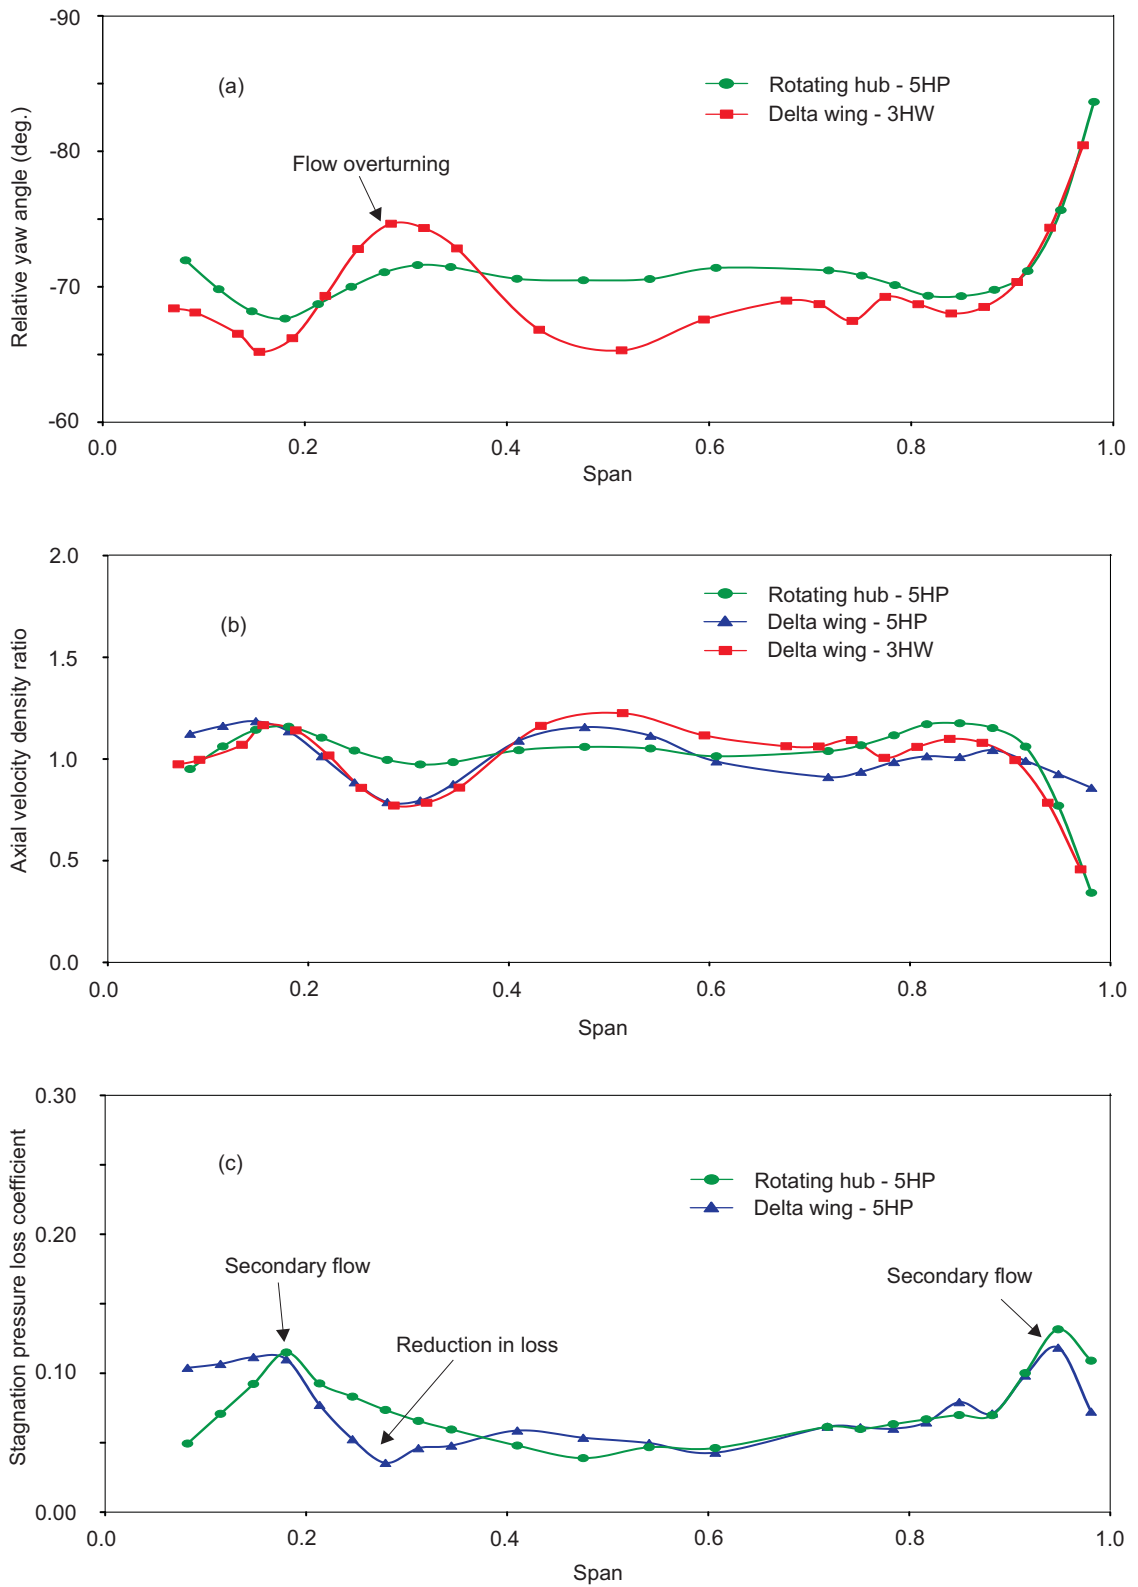 -90
(a)
Rotating hub - 5HP
Delta wing - 3HW
-80
Flow overturning
Relative yaw angle (deg.)
-70
-60
0.0 0.2 0.4 0.6 0.8 1.0
Span
2.0
Rotating hub - 5HP
(b)
Delta wing - 5HP
Delta wing - 3HW
1.5
Axial velocity density ratio
1.0
0.5
0.0
0.0 0.2 0.4 0.6 0.8 1.0
Span
0.30
(c)
Rotating hub - 5HP
Delta wing - 5HP
0.20
Stagnation pressure loss coefficient
Secondary flow
Secondary flow
Reduction in loss
0.10
0.00
0.0 0.2 0.4 0.6 0.8 1.0
Span